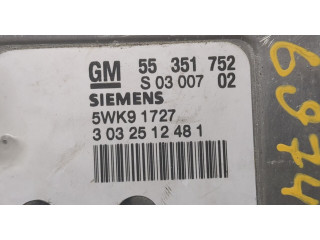 GM 55 351 752
S 03 007 02
SIEMENS
5WK9 1727
3 03 25 12 48 1
6974